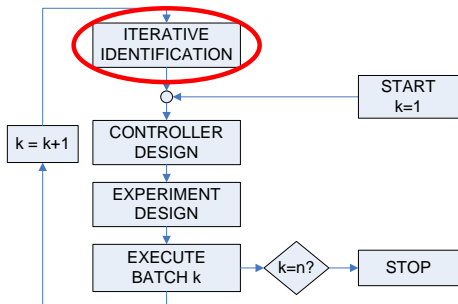 ITERATIVE
IDENTIFICATION
START
k=1
k = k+1
CONTROLLER
DESIGN
EXPERIMENT
DESIGN
EXECUTE
BATCH k
k=n?
STOP